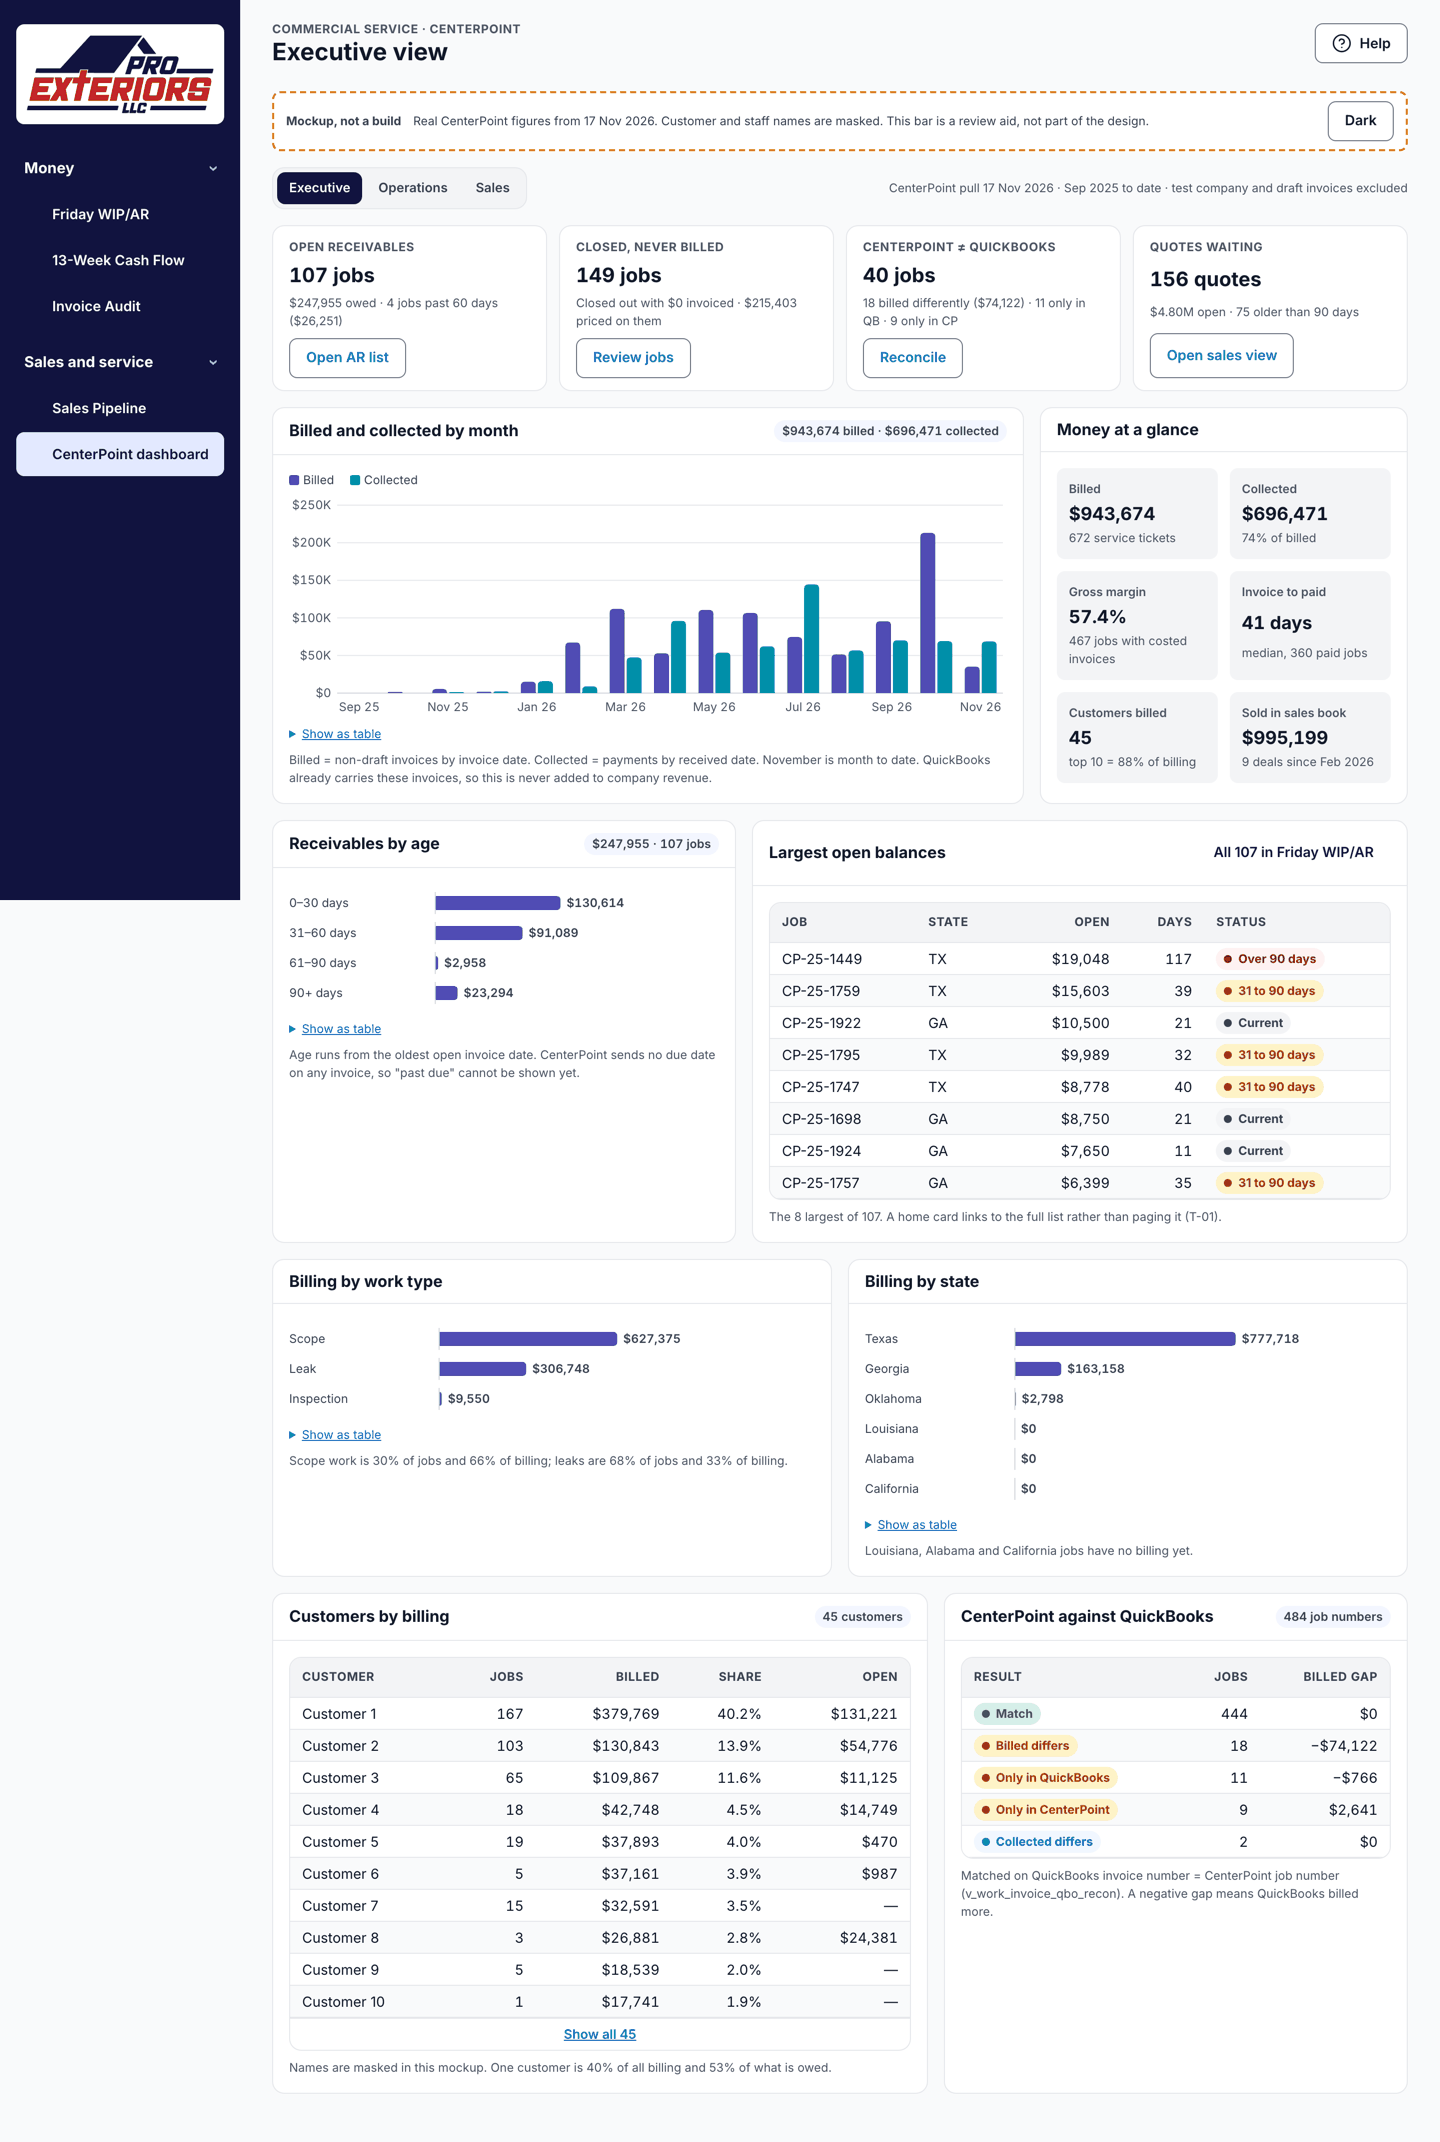 PRO
EXTERIORS
LLC
Money
Friday WIP/AR
13-Week Cash Flow
Invoice Audit
Sales and service
Sales Pipeline
CenterPoint dashboard
COMMERCIAL SERVICE · CENTERPOINT
Executive view
Help
Mockup, not a build Real CenterPoint figures from 17 Nov 2026. Customer and staff names are masked. This bar is a review aid, not part of the design.
Dark
Executive Operations Sales
CenterPoint pull 17 Nov 2026 · Sep 2025 to date · test company and draft invoices excluded
OPEN RECEIVABLES
107 jobs
$247,955 owed · 4 jobs past 60 days
($26,251)
Open AR list
CLOSED, NEVER BILLED
149 jobs
Closed out with $0 invoiced · $215,403
priced on them
Review jobs
CENTERPOINT ≠ QUICKBOOKS
40 jobs
18 billed differently ($74,122) · 11 only in
QB · 9 only in CP
Reconcile
QUOTES WAITING
156 quotes
$4.80M open · 75 older than 90 days
Open sales view
Billed and collected by month
$943,674 billed · $696,471 collected
Billed Collected
$250K
$200K
$150K
$100K
$50K
$0
Sep 25 Nov 25 Jan 26 Mar 26 May 26 Jul 26 Sep 26 Nov 26
Show as table
Billed = non-draft invoices by invoice date. Collected = payments by received date. November is month to date. QuickBooks
already carries these invoices, so this is never added to company revenue.
Money at a glance
Billed
$943,674
672 service tickets
Collected
$696,471
74% of billed
Gross margin
57.4%
467 jobs with costed
invoices
Invoice to paid
41 days
median, 360 paid jobs
Customers billed
45
top 10 = 88% of billing
Sold in sales book
$995,199
9 deals since Feb 2026
Receivables by age
$247,955 · 107 jobs
0–30 days $130,614
31–60 days $91,089
61–90 days $2,958
90+ days $23,294
Show as table
Age runs from the oldest open invoice date. CenterPoint sends no due date
on any invoice, so "past due" cannot be shown yet.
Largest open balances
All 107 in Friday WIP/AR
JOB STATE OPEN DAYS STATUS
CP-25-1449 TX $19,048 117 Over 90 days
CP-25-1759 TX $15,603 39 31 to 90 days
CP-25-1922 GA $10,500 21 Current
CP-25-1795 TX $9,989 32 31 to 90 days
CP-25-1747 TX $8,778 40 31 to 90 days
CP-25-1698 GA $8,750 21 Current
CP-25-1924 GA $7,650 11 Current
CP-25-1757 GA $6,399 35 31 to 90 days
The 8 largest of 107. A home card links to the full list rather than paging it (T-01).
Billing by work type
Scope $627,375
Leak $306,748
Inspection $9,550
Show as table
Scope work is 30% of jobs and 66% of billing; leaks are 68% of jobs and 33% of billing.
Billing by state
Texas $777,718
Georgia $163,158
Oklahoma $2,798
Louisiana $0
Alabama $0
California $0
Show as table
Louisiana, Alabama and California jobs have no billing yet.
Customers by billing
45 customers
CUSTOMER JOBS BILLED SHARE OPEN
Customer 1 167 $379,769 40.2% $131,221
Customer 2 103 $130,843 13.9% $54,776
Customer 3 65 $109,867 11.6% $11,125
Customer 4 18 $42,748 4.5% $14,749
Customer 5 19 $37,893 4.0% $470
Customer 6 5 $37,161 3.9% $987
Customer 7 15 $32,591 3.5% —
Customer 8 3 $26,881 2.8% $24,381
Customer 9 5 $18,539 2.0% —
Customer 10 1 $17,741 1.9% —
Show all 45
Names are masked in this mockup. One customer is 40% of all billing and 53% of what is owed.
CenterPoint against QuickBooks
484 job numbers
RESULT JOBS BILLED GAP
Match 444 $0
Billed differs 18 −$74,122
Only in QuickBooks 11 −$766
Only in CenterPoint 9 $2,641
Collected differs 2 $0
Matched on QuickBooks invoice number = CenterPoint job number
(v_work_invoice_qbo_recon). A negative gap means QuickBooks billed
more.